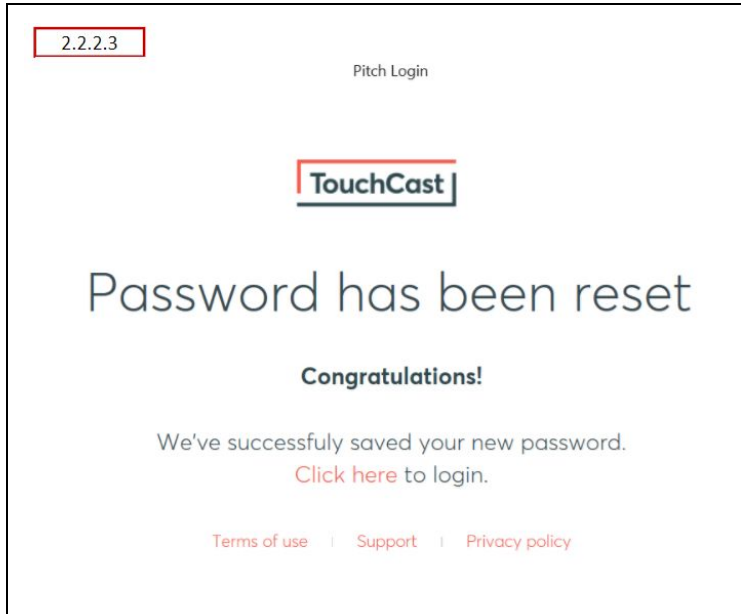 2.2.2.3
Pitch Login
TouchCast
Password has been reset
Congratulations!
We've successfuly saved your new password.
Click here to login.
Terms of use | Support | Privacy policy